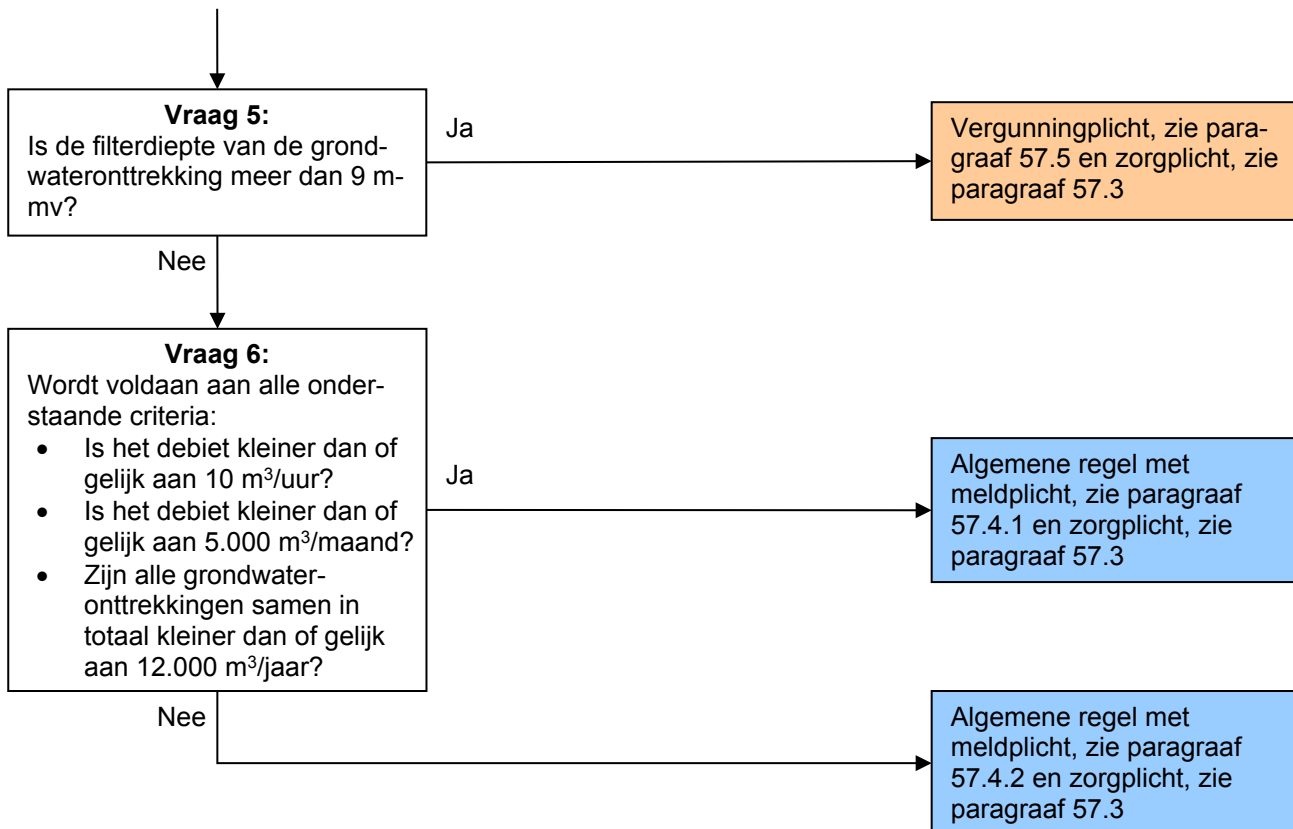 Vraag 5:
Is de filterdiepte van de grond-
wateronttrekking meer dan 9 m-
mv?
Ja
Vergunningplicht, zie para-
graaf 57.5 en zorgplicht, zie
paragraaf 57.3
Nee
Vraag 6:
Wordt voldaan aan alle onder-
staande criteria:
• Is het debiet kleiner dan of
gelijk aan 10 m³/uur?
• Is het debiet kleiner dan of
gelijk aan 5.000 m³/maand?
• Zijn alle grondwater-
onttrekkingen samen in
totaal kleiner dan of gelijk
aan 12.000 m³/jaar?
Ja
Algemene regel met
meldplicht, zie paragraaf
57.4.1 en zorgplicht, zie
paragraaf 57.3
Nee
Algemene regel met
meldplicht, zie paragraaf
57.4.2 en zorgplicht, zie
paragraaf 57.3